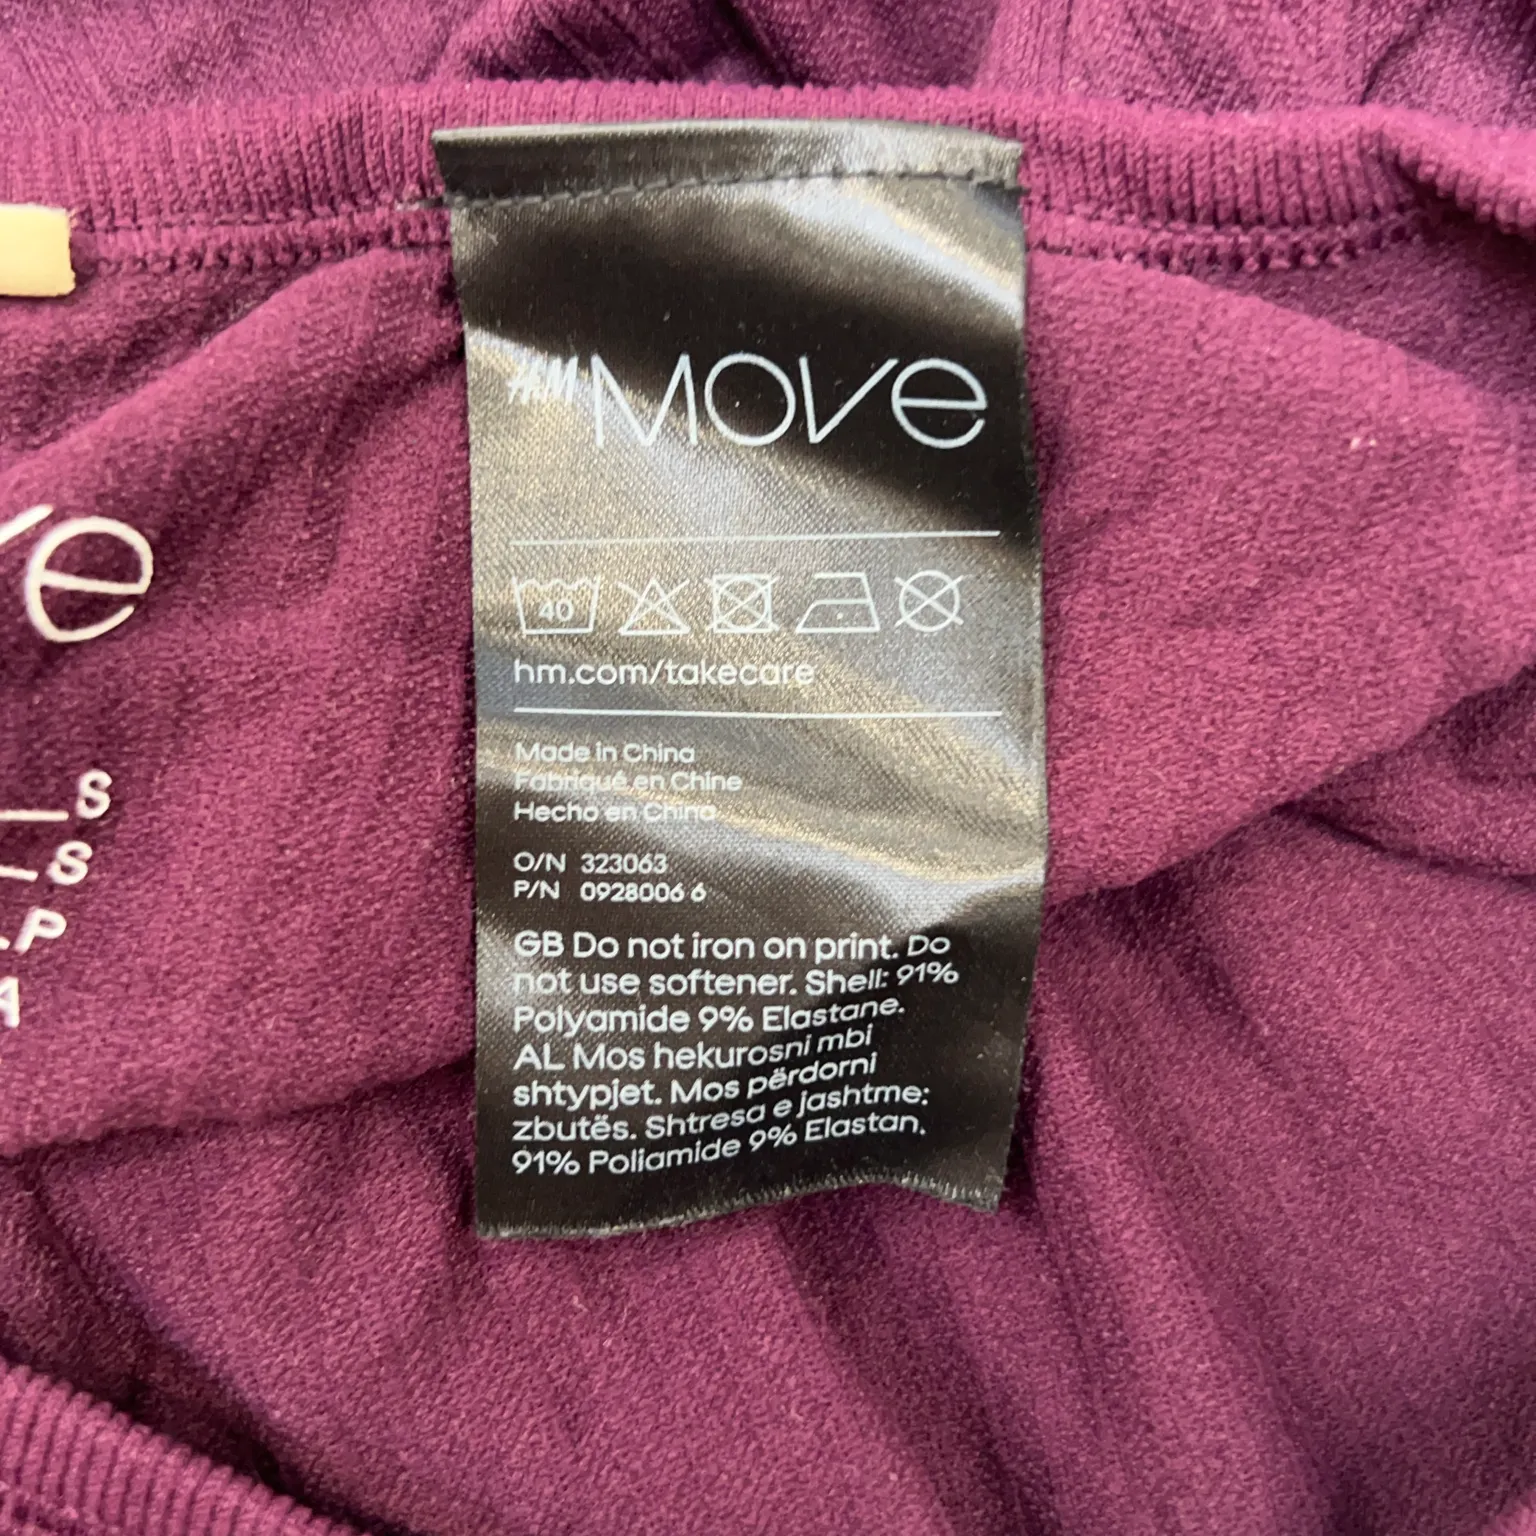 H&M MOVE
40
hm.com/takecare
Made in China
Fabriqué en Chine
Hecho en China
O/N 323063
P/N 0928006 6
GB Do not iron on print. Do
not use softener. Shell: 91%
Polyamide 9% Elastane.
AL Mos hekurosni mbi
shtypjet. Mos përdorni
zbutës. Shtresa e jashtme:
91% Poliamide 9% Elastan.
ve
S
S
P
A